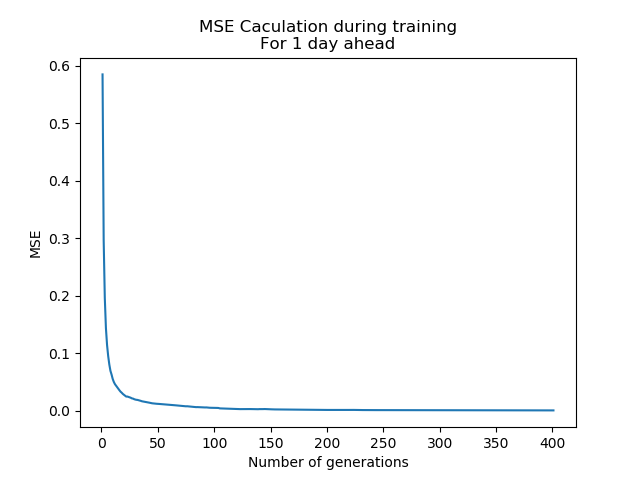 MSE Caculation during training
For 1 day ahead
0.6
0.5
0.4
0.3
0.2
0.1
0.0
MSE
0 50 100 150 200 250 300 350 400
Number of generations